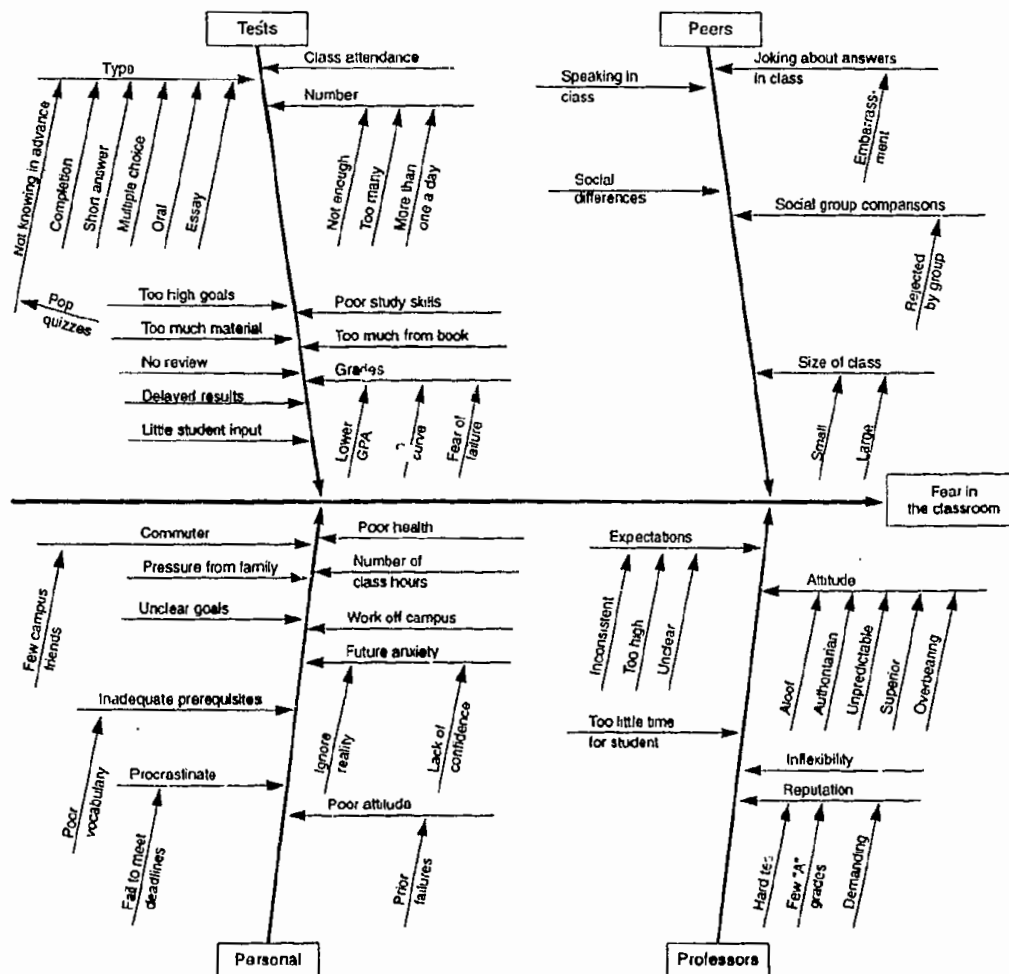 Tests
Class attendance
Type
Number
Not knowing in advance
Completion
Short answer
Multiple choice
Oral
Essay
Not enough
Too many
More than
one a day
Pop
quizzes
Too high goals
Poor study skills
Too much material
Too much from book
No review
Grades
Delayed results
Little student input
Lower
GPA
curve
Fear of
failure
Peers
Joking about answers
in class
Speaking in
class
Embarrass-
ment
Social
differences
Social group comparisons
Rejected
by group
Size of class
Small
Large
Fear in
the classroom
Commuter
Poor health
Pressure from family
Number of
class hours
Unclear goals
Work off campus
Few campus
friends
Future anxiety
Inadequate prerequisites
Ignore
reality
Lack of
confidence
Poor
vocabulary
Procrastinate
Poor attitude
Fail to meet
deadlines
Prior
failures
Personal
Expectations
Inconsistent
Too high
Unclear
Attitude
Aloof
Authoritarian
Unpredictable
Superior
Overbearing
Too little time
for student
Inflexibility
Reputation
Hard
Few "A"
grades
Demanding
Professors